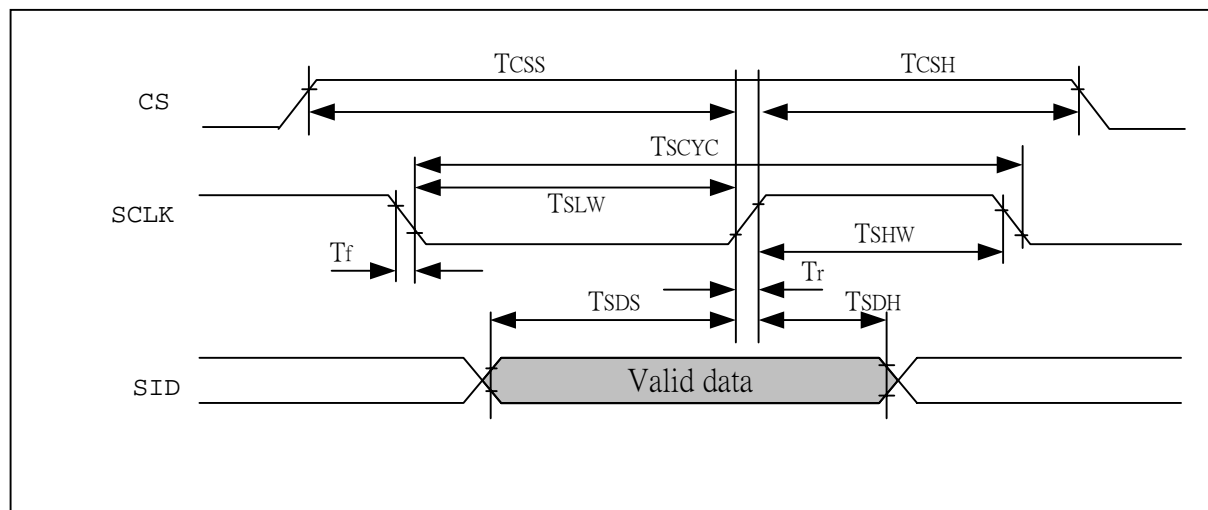 TCSS
TCSH
CS
TSCYC
TSLW
SCLK
TSHW
Tf
Tr
TSDS
TSDH
SID
Valid data